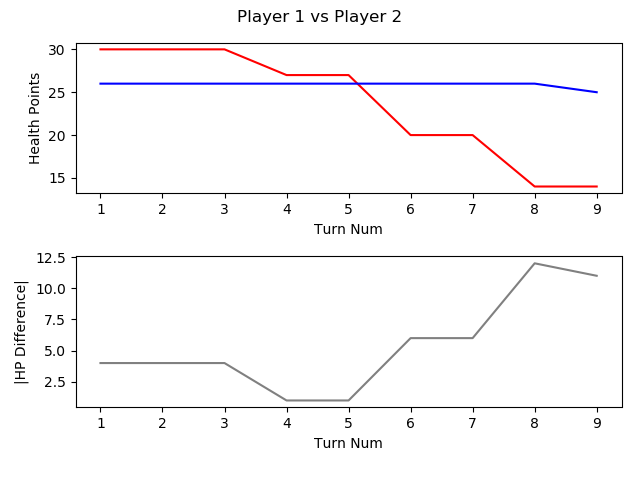 Player 1 vs Player 2
30
25
20
15
Health Points
1 2 3 4 5 6 7 8 9
Turn Num
12.5
10.0
7.5
5.0
2.5
|HP Difference|
1 2 3 4 5 6 7 8 9
Turn Num